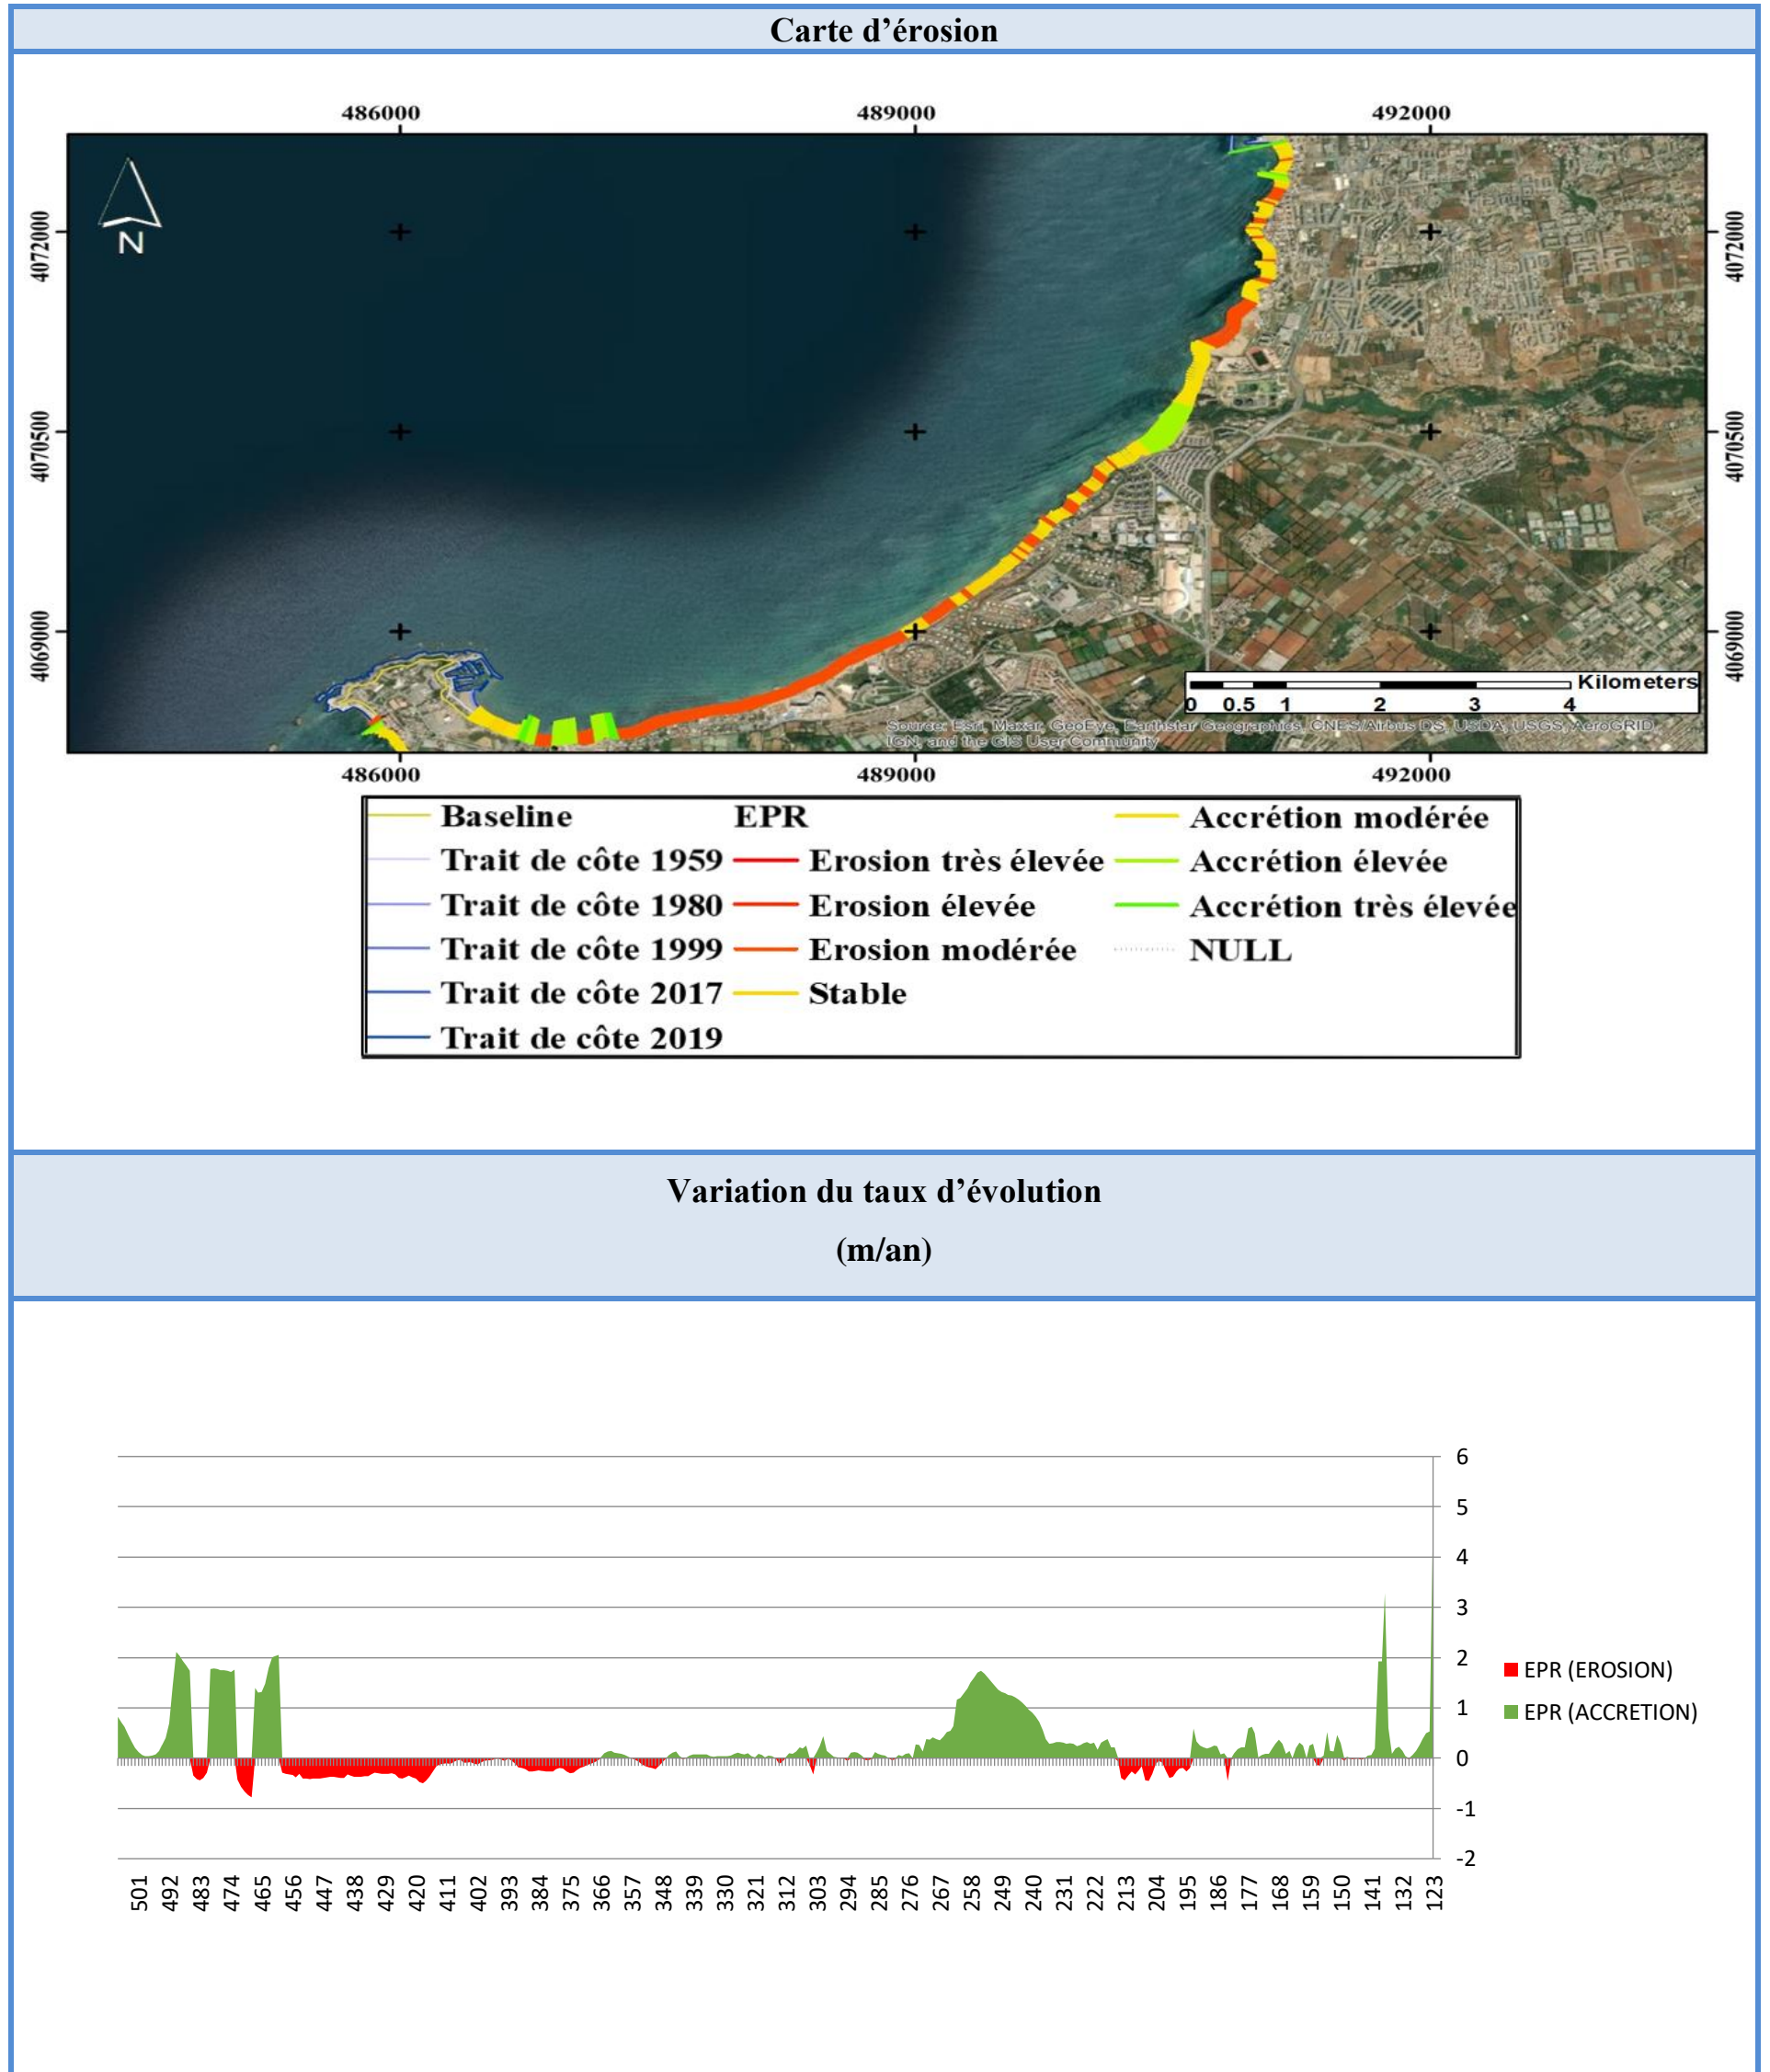 Carte d’érosion
486000 489000 492000
4072000 4072000
4070500 4070500
4069000 4069000
N
Kilometers
0 0.5 1 2 3 4
Source: Esri, Maxar, GeoEye, Earthstar Geographics, CNES/Airbus DS, USDA, USGS, AeroGRID,
IGN, and the GIS User Community
486000 489000 492000
Baseline EPR Accrétion modérée
Trait de côte 1959 Erosion très élevée Accrétion élevée
Trait de côte 1980 Erosion élevée Accrétion très élevée
Trait de côte 1999 Erosion modérée NULL
Trait de côte 2017 Stable
Trait de côte 2019
Variation du taux d’évolution
(m/an)
6
5
4
3
2
1
0
-1
-2
EPR (EROSION)
EPR (ACCRETION)
501 492 483 474 465 456 447 438 429 420 411 402 393 384 375 366 357 348 339 330 321 312 303 294 285 276 267 258 249 240 231 222 213 204 195 186 177 168 159 150 141 132 123